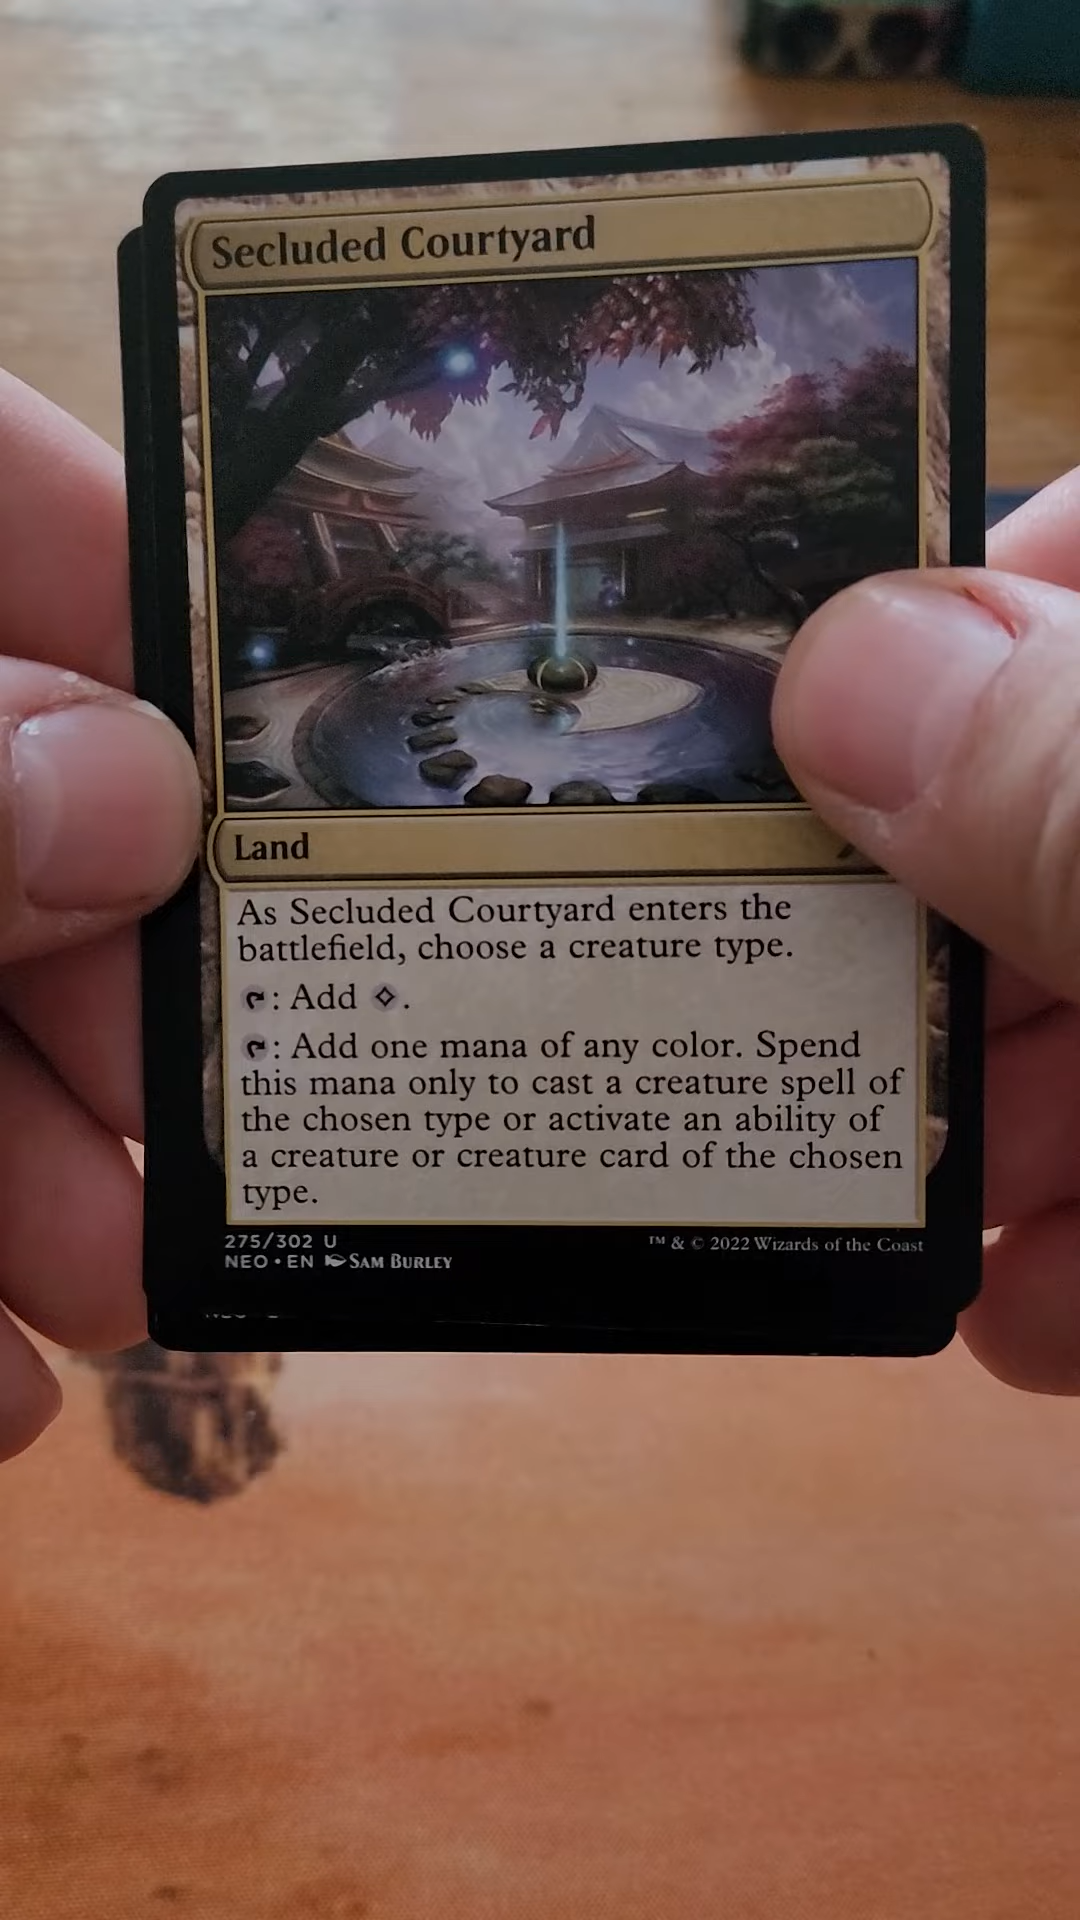 Secluded Courtyard
Land
As Secluded Courtyard enters the
battlefield, choose a creature type.
: Add .
: Add one mana of any color. Spend
this mana only to cast a creature spell of
the chosen type or activate an ability of
a creature or creature card of the chosen
type.
275/302 U
™ & © 2022 Wizards of the Coast
NEO • EN SAM BURLEY